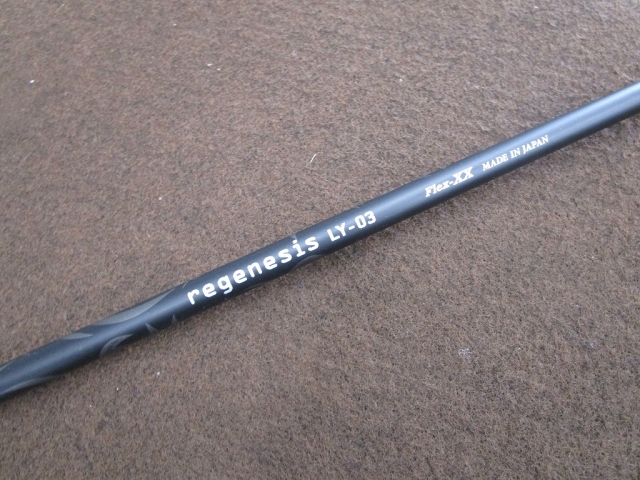 regenesis LY-03 Flex-XX MADE IN JAPAN